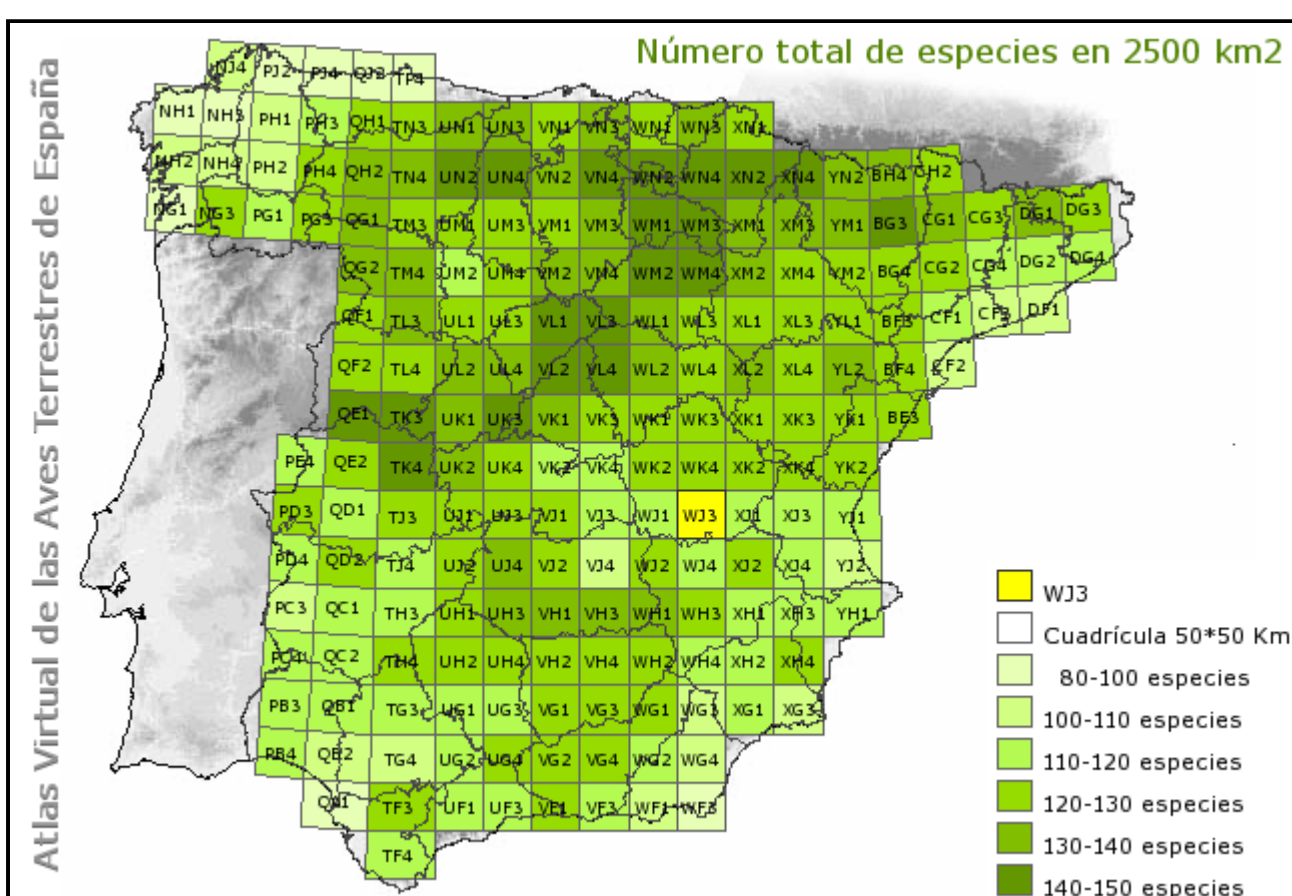 Número total de especies en 2500 km2
Atlas Virtual de las Aves Terrestres de España
NJ4 PJ2 PJ4 QJ2 TP4
NH1 NH3 PH1 PH3 QH1 TN3 UN1 UN3 VN1 VN3 WN1 WN3 XN1
NH2 NH4 PH2 PH4 QH2 TN4 UN2 UN4 VN2 VN4 WN2 WN4 XN2 XN4 YN2 BH4 CH2
NG1 NG3 PG1 PG3 QG1 TM3 UM1 UM3 VM1 VM3 WM1 WM3 XM1 XM3 YM1 BG3 CG1 CG3 DG1 DG3
QG2 TM4 UM2 UM4 VM2 VM4 WM2 WM4 XM2 XM4 YM2 BG4 CG2 CG4 DG2 DG4
QF1 TL3 UL1 UL3 VL1 VL3 WL1 WL3 XL1 XL3 YL1 BF3 CF1 CF3 DF1
QF2 TL4 UL2 UL4 VL2 VL4 WL2 WL4 XL2 XL4 YL2 BF4 CF2
QE1 TK3 UK1 UK3 VK1 VK3 WK1 WK3 XK1 XK3 YK1 BE3
PE4 QE2 TK4 UK2 UK4 VK2 VK4 WK2 WK4 XK2 XK4 YK2
PD3 QD1 TJ3 UJ1 UJ3 VJ1 VJ3 WJ1 WJ3 XJ1 XJ3 YJ1
PD4 QD2 TJ4 UJ2 UJ4 VJ2 VJ4 WJ2 WJ4 XJ2 XJ4 YJ2
PC3 QC1 TH3 UH1 UH3 VH1 VH3 WH1 WH3 XH1 XH3 YH1
PC4 QC2 TH4 UH2 UH4 VH2 VH4 WH2 WH4 XH2 XH4
PB3 QB1 TG3 UG1 UG3 VG1 VG3 WG1 WG3 XG1 XG3
PB4 QB2 TG4 UG2 UG4 VG2 VG4 WG2 WG4
TF3 UF1 UF3 VF1 VF3 WF1 WF3
TF4
WJ3
Cuadrícula 50*50 Km
80-100 especies
100-110 especies
110-120 especies
120-130 especies
130-140 especies
140-150 especies